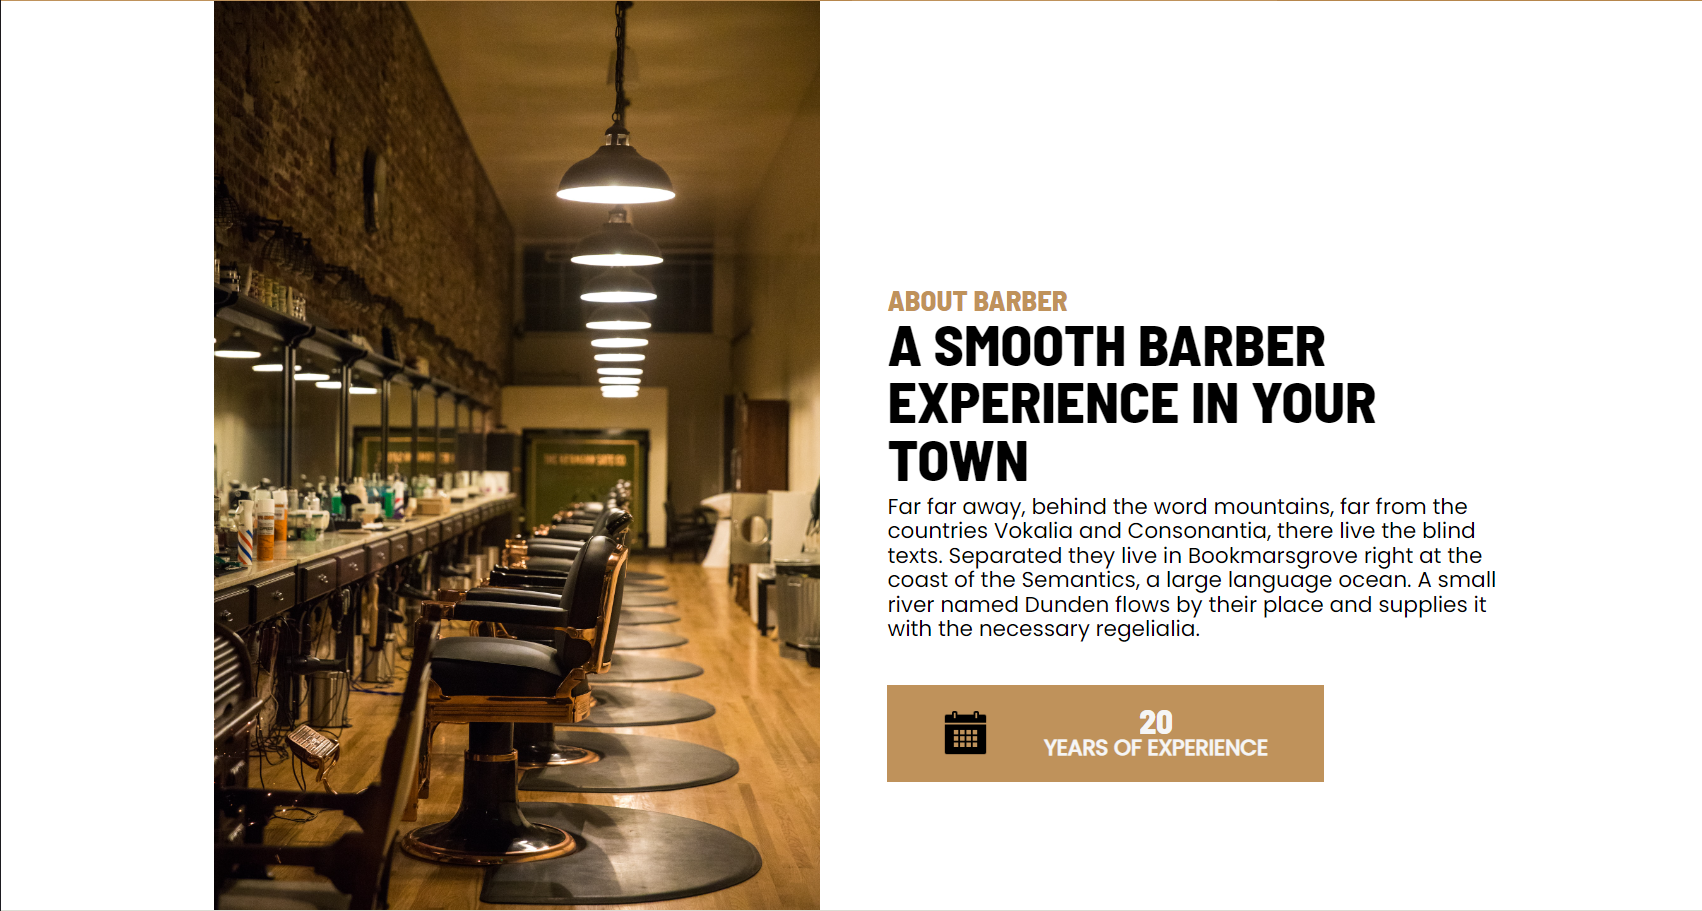 ABOUT BARBER
A SMOOTH BARBER
EXPERIENCE IN YOUR
TOWN
Far far away, behind the word mountains, far from the
countries Vokalia and Consonantia, there live the blind
texts. Separated they live in Bookmarsgrove right at the
coast of the Semantics, a large language ocean. A small
river named Dunden flows by their place and supplies it
with the necessary regelialia.
20
YEARS OF EXPERIENCE